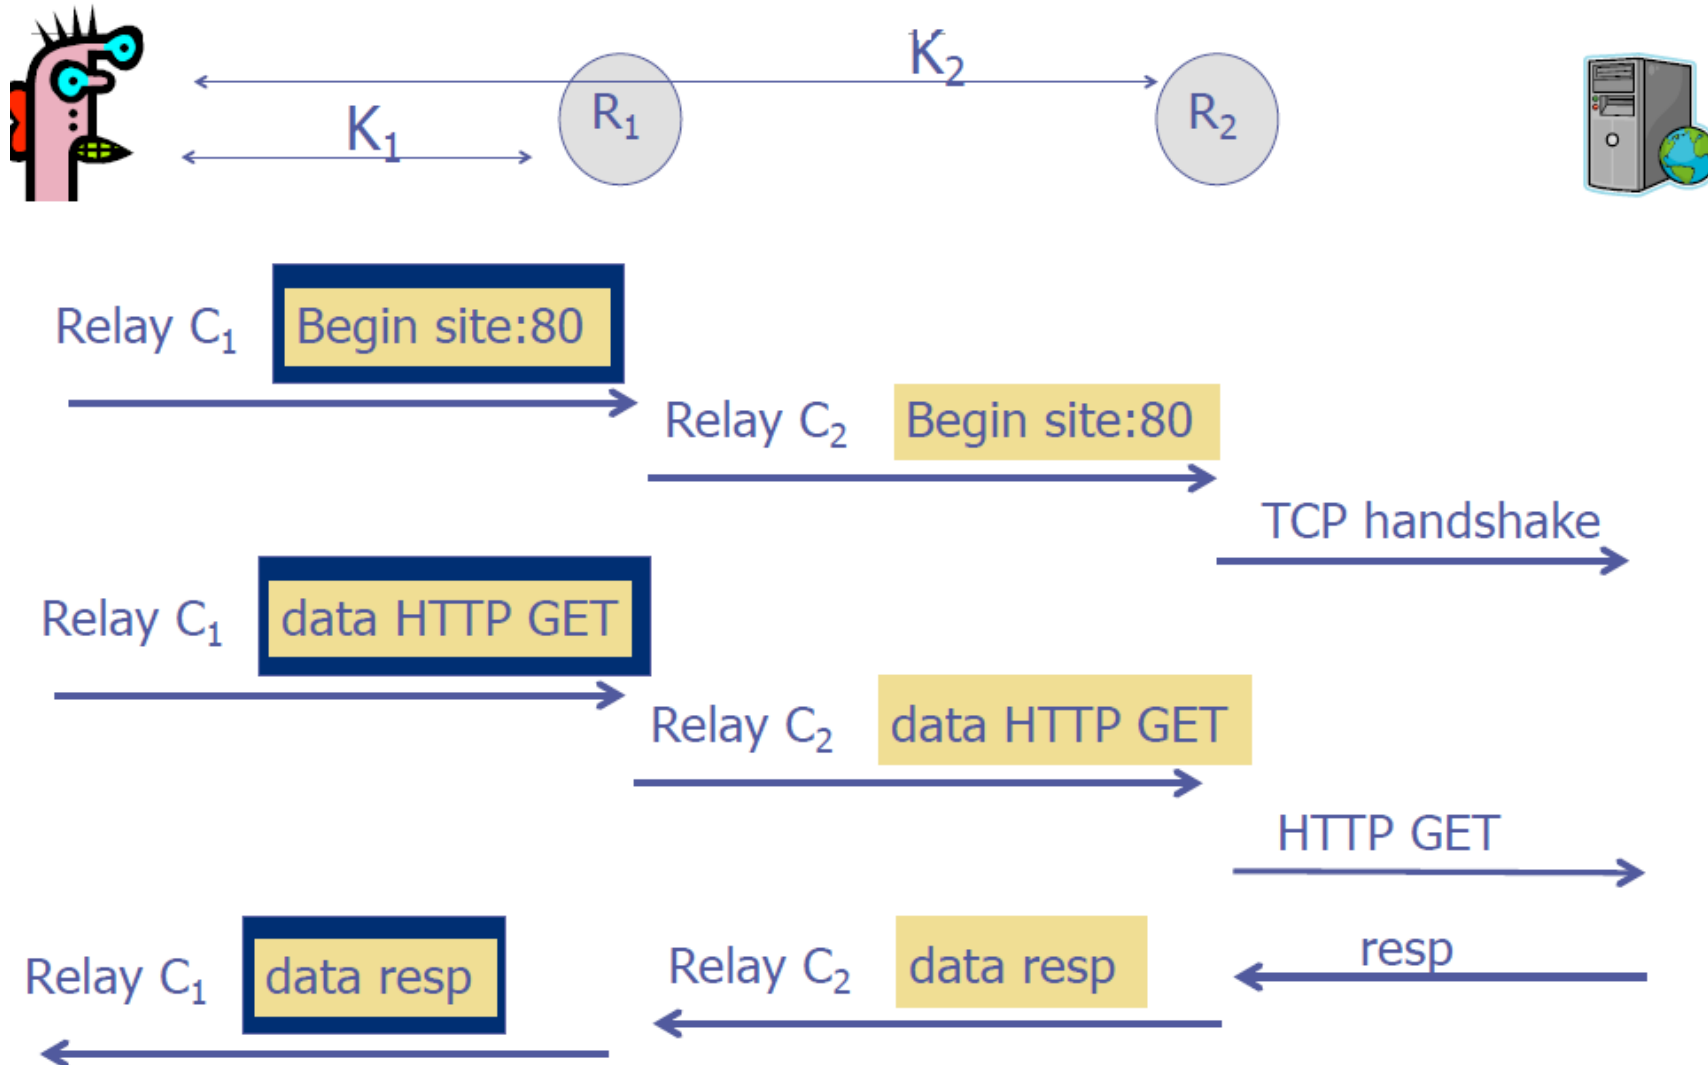 K₂
R₁
R₂
K₁
Relay C₁ Begin site:80
Relay C₂ Begin site:80
TCP handshake
Relay C₁ data HTTP GET
Relay C₂ data HTTP GET
HTTP GET
resp
Relay C₂ data resp
Relay C₁ data resp